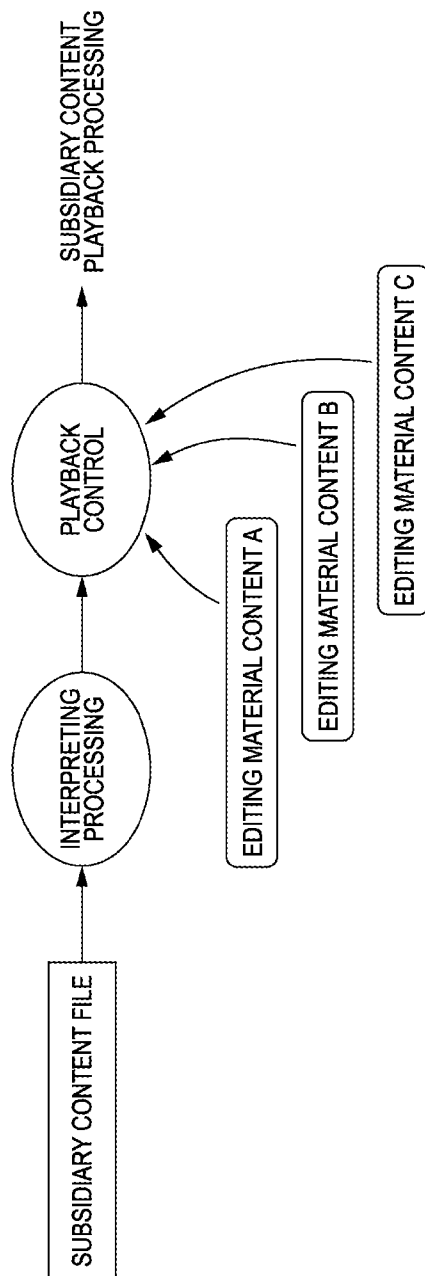 SUBSIDIARY CONTENT FILE
INTERPRETING
PROCESSING
PLAYBACK
CONTROL
SUBSIDIARY CONTENT
PLAYBACK PROCESSING
EDITING MATERIAL CONTENT A
EDITING MATERIAL CONTENT B
EDITING MATERIAL CONTENT C